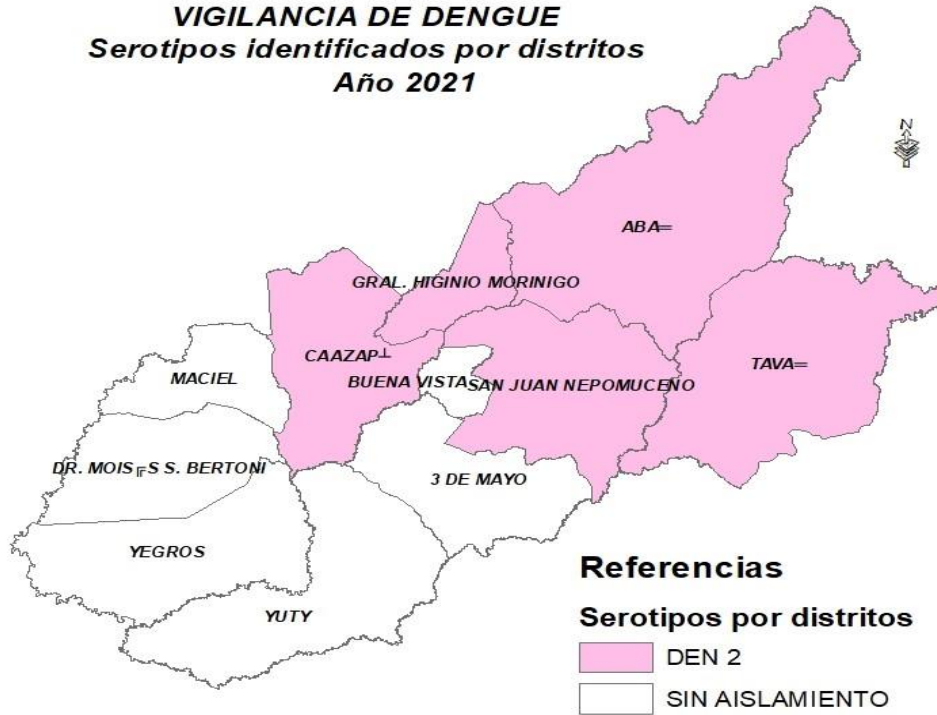 VIGILANCIA DE DENGUE
Serotipos identificados por distritos
Año 2021
N
ABA=
GRAL. HIGINIO MORINIGO
CAAZAP┴
TAVA=
MACIEL
BUENA VISTA
SAN JUAN NEPOMUCENO
DR. MOIS╔S S. BERTONI
3 DE MAYO
YEGROS
YUTY
Referencias
Serotipos por distritos
DEN 2
SIN AISLAMIENTO